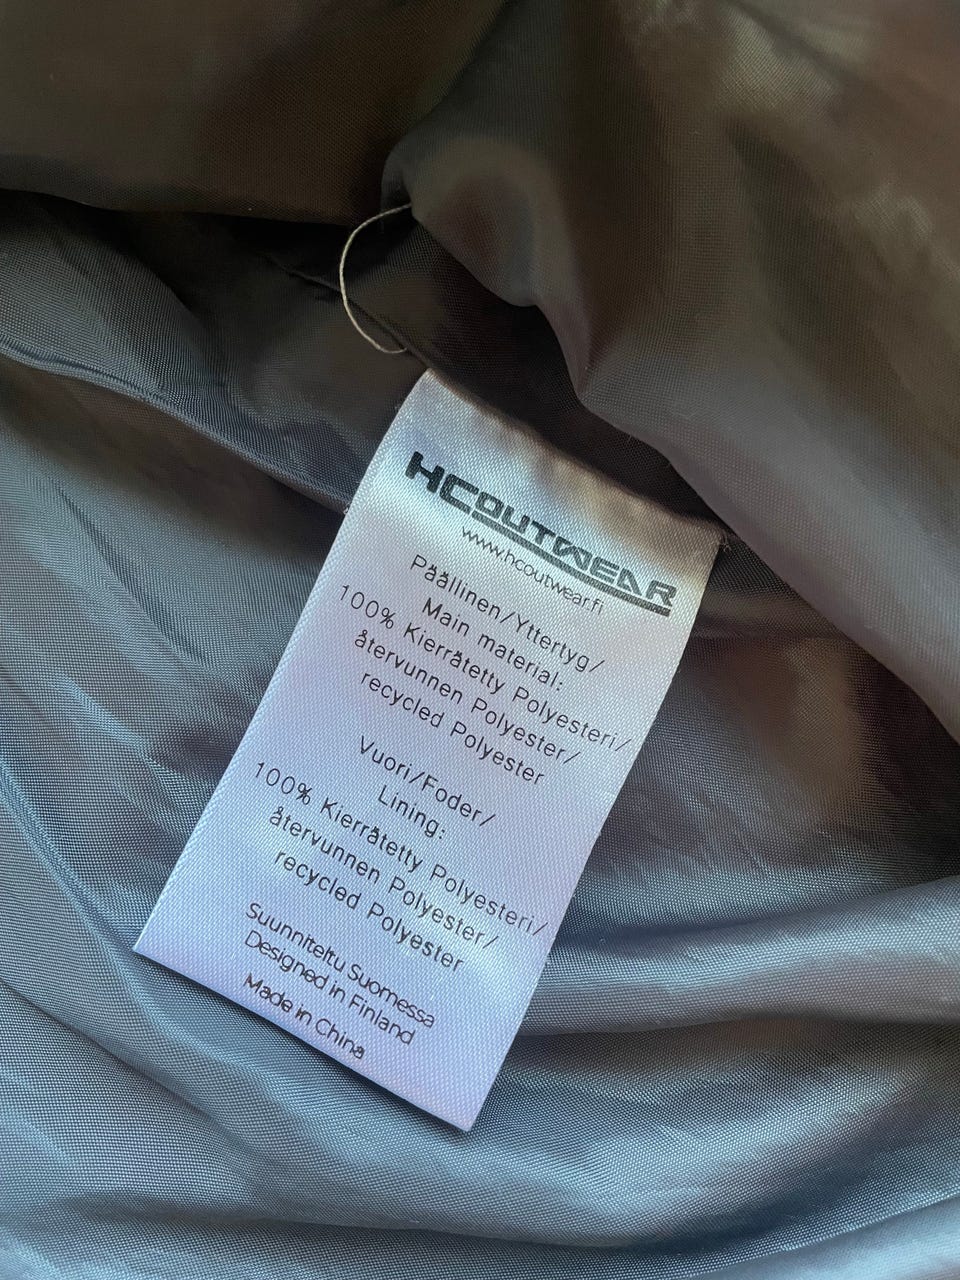 HCOUTWEAR
www.hcoutwear.fi
Päällinen/Yttertyg/
Main material:
100% Kierrätetty Polyesteri/
återvunnen Polyester/
recycled Polyester
Vuori/Foder/
Lining:
100% Kierrätetty Polyesteri/
återvunnen Polyester/
recycled Polyester
Suunniteltu Suomessa
Designed in Finland
Made in China